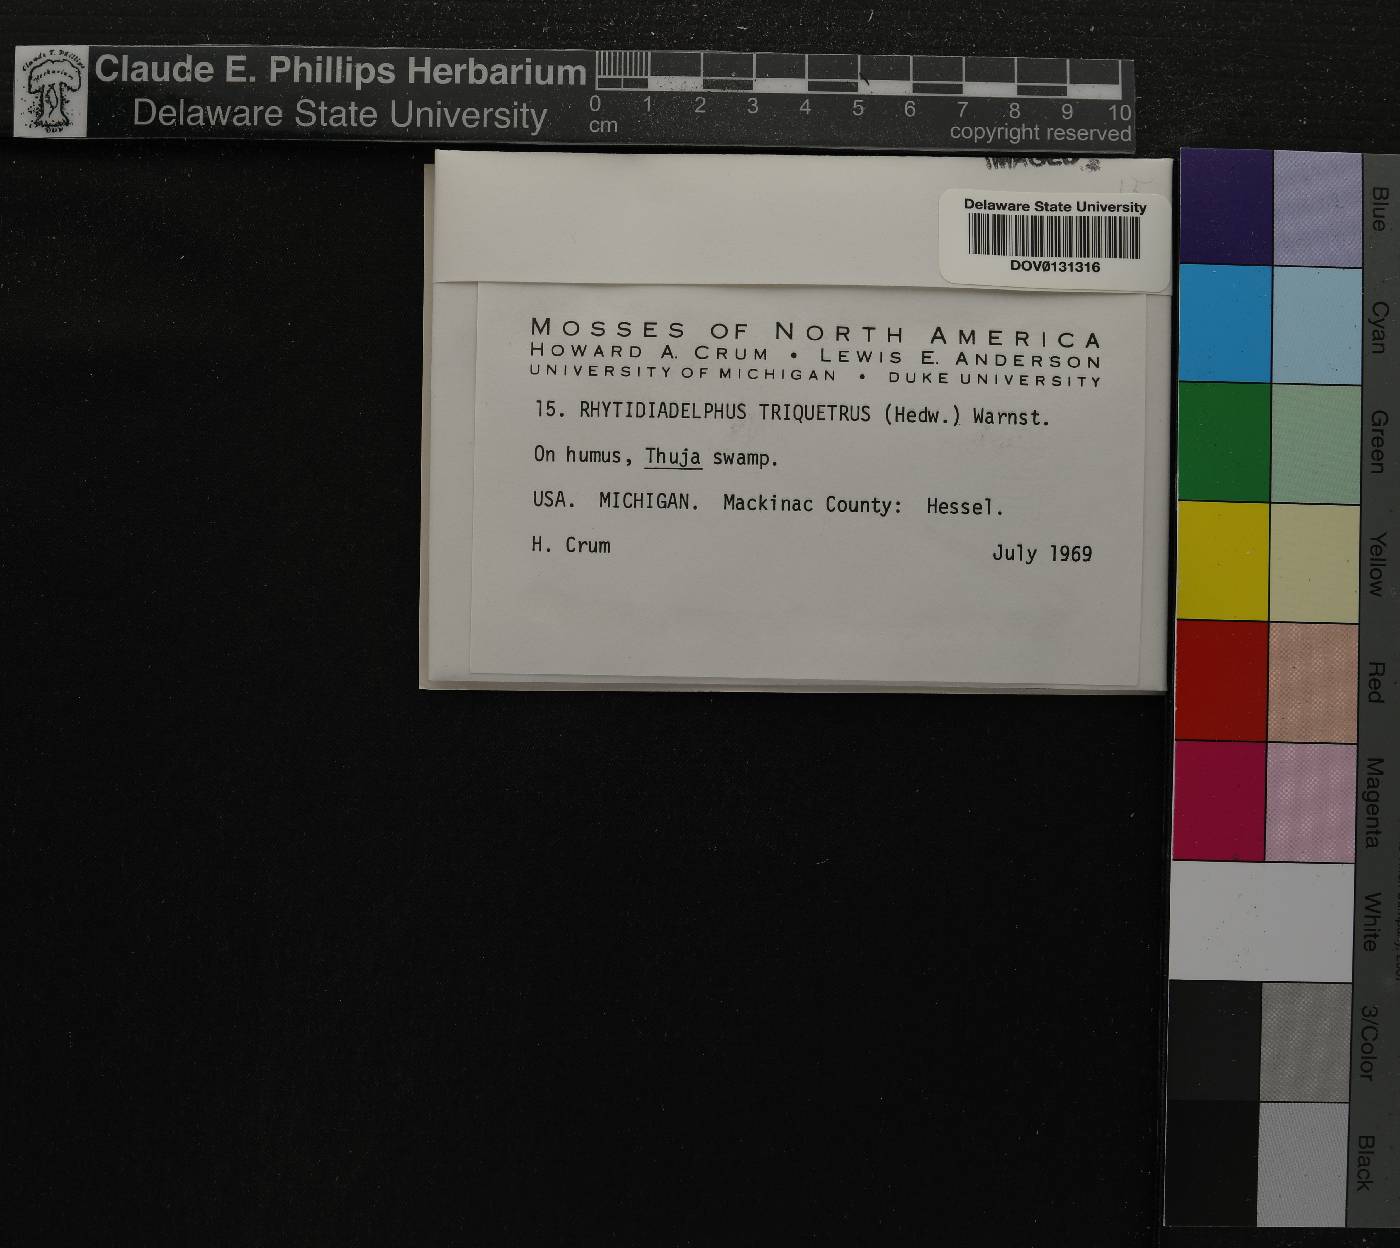 Claude E. Phillips Herbarium
Delaware State University
0 1 2 3 4 5 6 7 8 9 10
cm
copyright reserved
IMAGED
Delaware State University
DOV0131316
MOSSES OF NORTH AMERICA
HOWARD A. CRUM • LEWIS E. ANDERSON
UNIVERSITY OF MICHIGAN • DUKE UNIVERSITY
15. RHYTIDIADELPHUS TRIQUETRUS (Hedw.) Warnst.
On humus, Thuja swamp.
USA. MICHIGAN. Mackinac County: Hessel.
H. Crum July 1969
Blue
Cyan
Green
Yellow
Red
Magenta
White
3/Color
Black